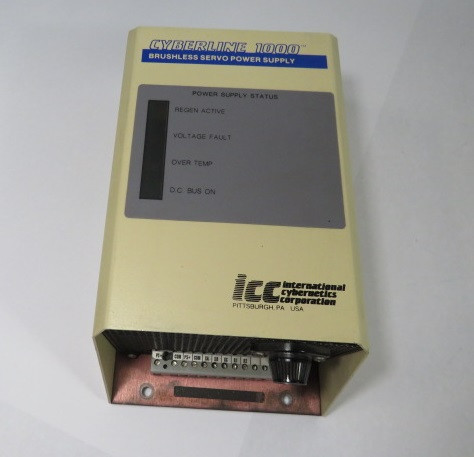 CYBERLINE 1000™
BRUSHLESS SERVO POWER SUPPLY
POWER SUPPLY STATUS
REGEN ACTIVE
VOLTAGE FAULT
OVER TEMP
D.C. BUS ON
icc international
cybernetics
corporation
PITTSBURGH, PA USA